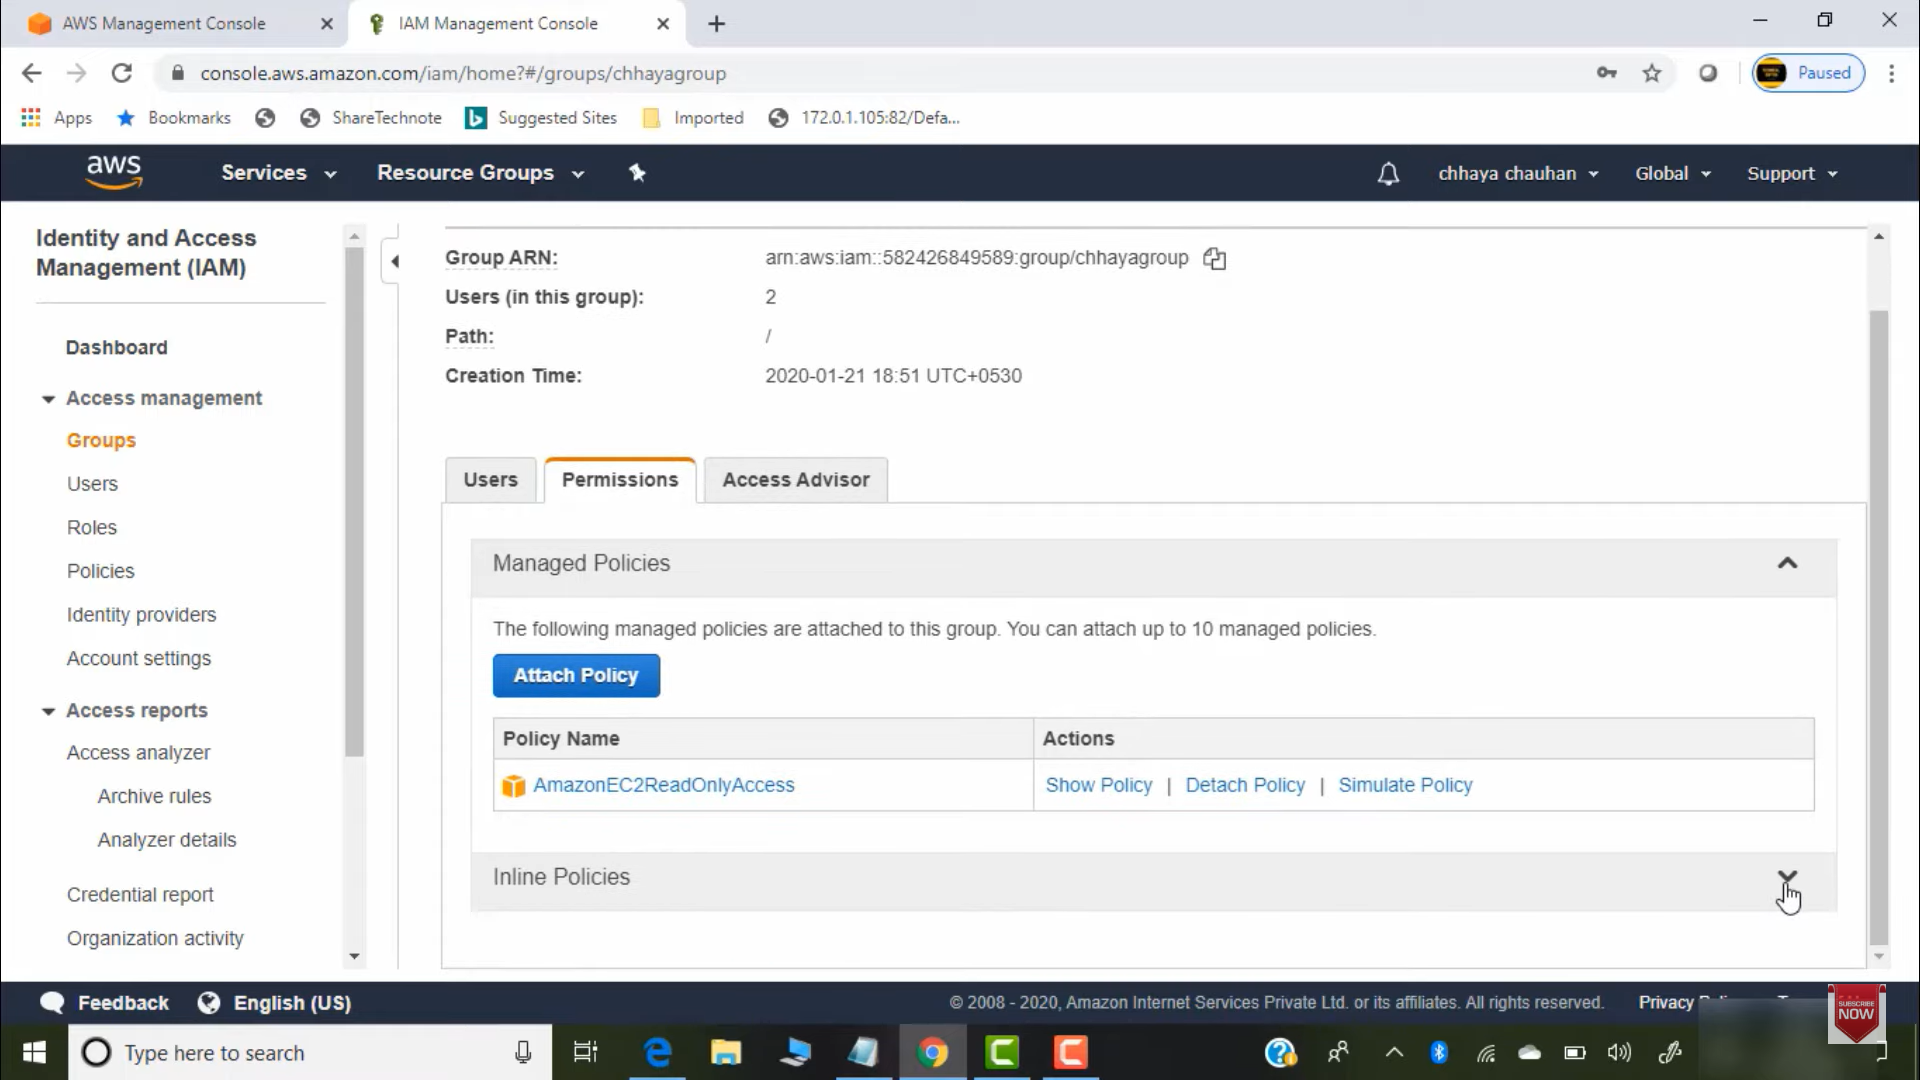 AWS Management Console
IAM Management Console
console.aws.amazon.com/iam/home?#/groups/chhayagroup
Paused
Apps
Bookmarks
ShareTechnote
Suggested Sites
Imported
172.0.1.105:82/Defa...
aws
Services
Resource Groups
chhaya chauhan
Global
Support
Identity and Access
Management (IAM)
Dashboard
Access management
Groups
Users
Roles
Policies
Identity providers
Account settings
Access reports
Access analyzer
Archive rules
Analyzer details
Credential report
Organization activity
Group ARN: arn:aws:iam::582426849589:group/chhayagroup
Users (in this group): 2
Path: /
Creation Time: 2020-01-21 18:51 UTC+0530
Users
Permissions
Access Advisor
Managed Policies
The following managed policies are attached to this group. You can attach up to 10 managed policies.
Attach Policy
Policy Name Actions
AmazonEC2ReadOnlyAccess Show Policy | Detach Policy | Simulate Policy
Inline Policies
Feedback
English (US)
© 2008 - 2020, Amazon Internet Services Private Ltd. or its affiliates. All rights reserved.
Privacy
SUBSCRIBE
NOW
Type here to search